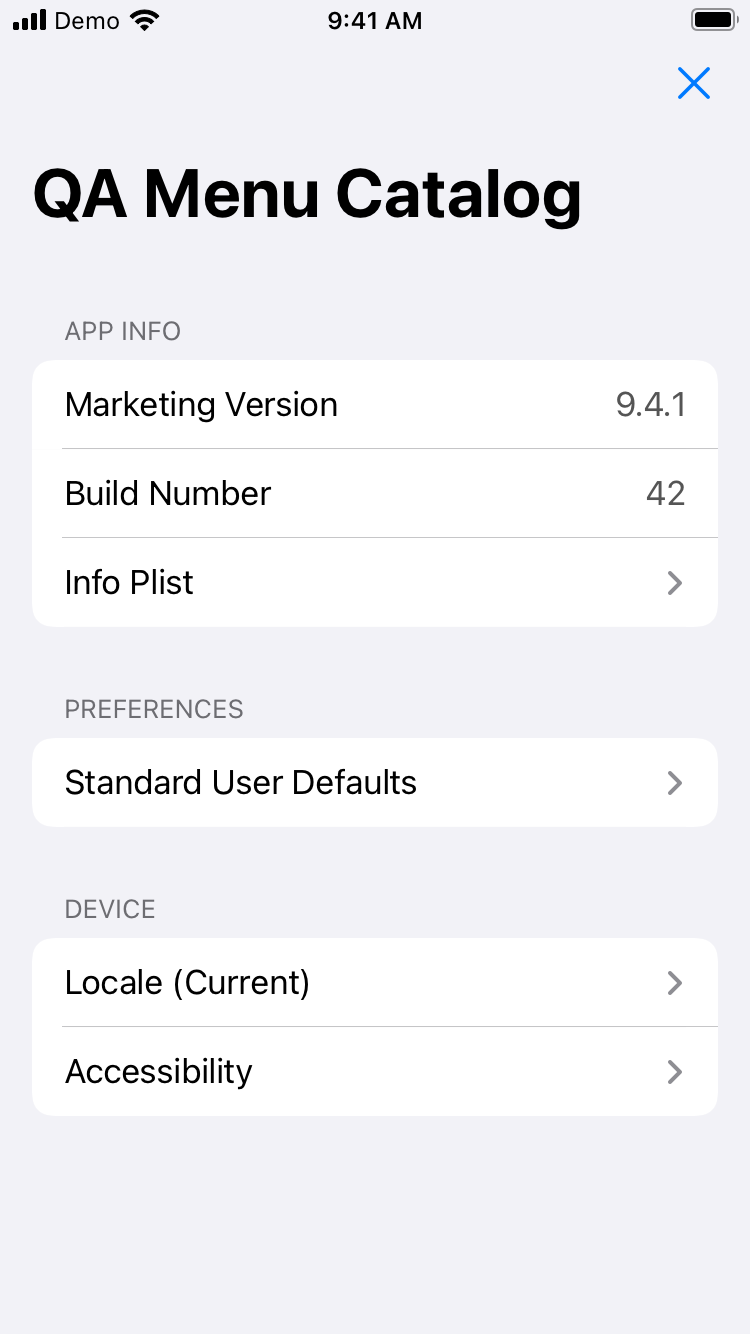 Demo 9:41 AM
QA Menu Catalog
APP INFO
Marketing Version 9.4.1
Build Number 42
Info Plist
PREFERENCES
Standard User Defaults
DEVICE
Locale (Current)
Accessibility